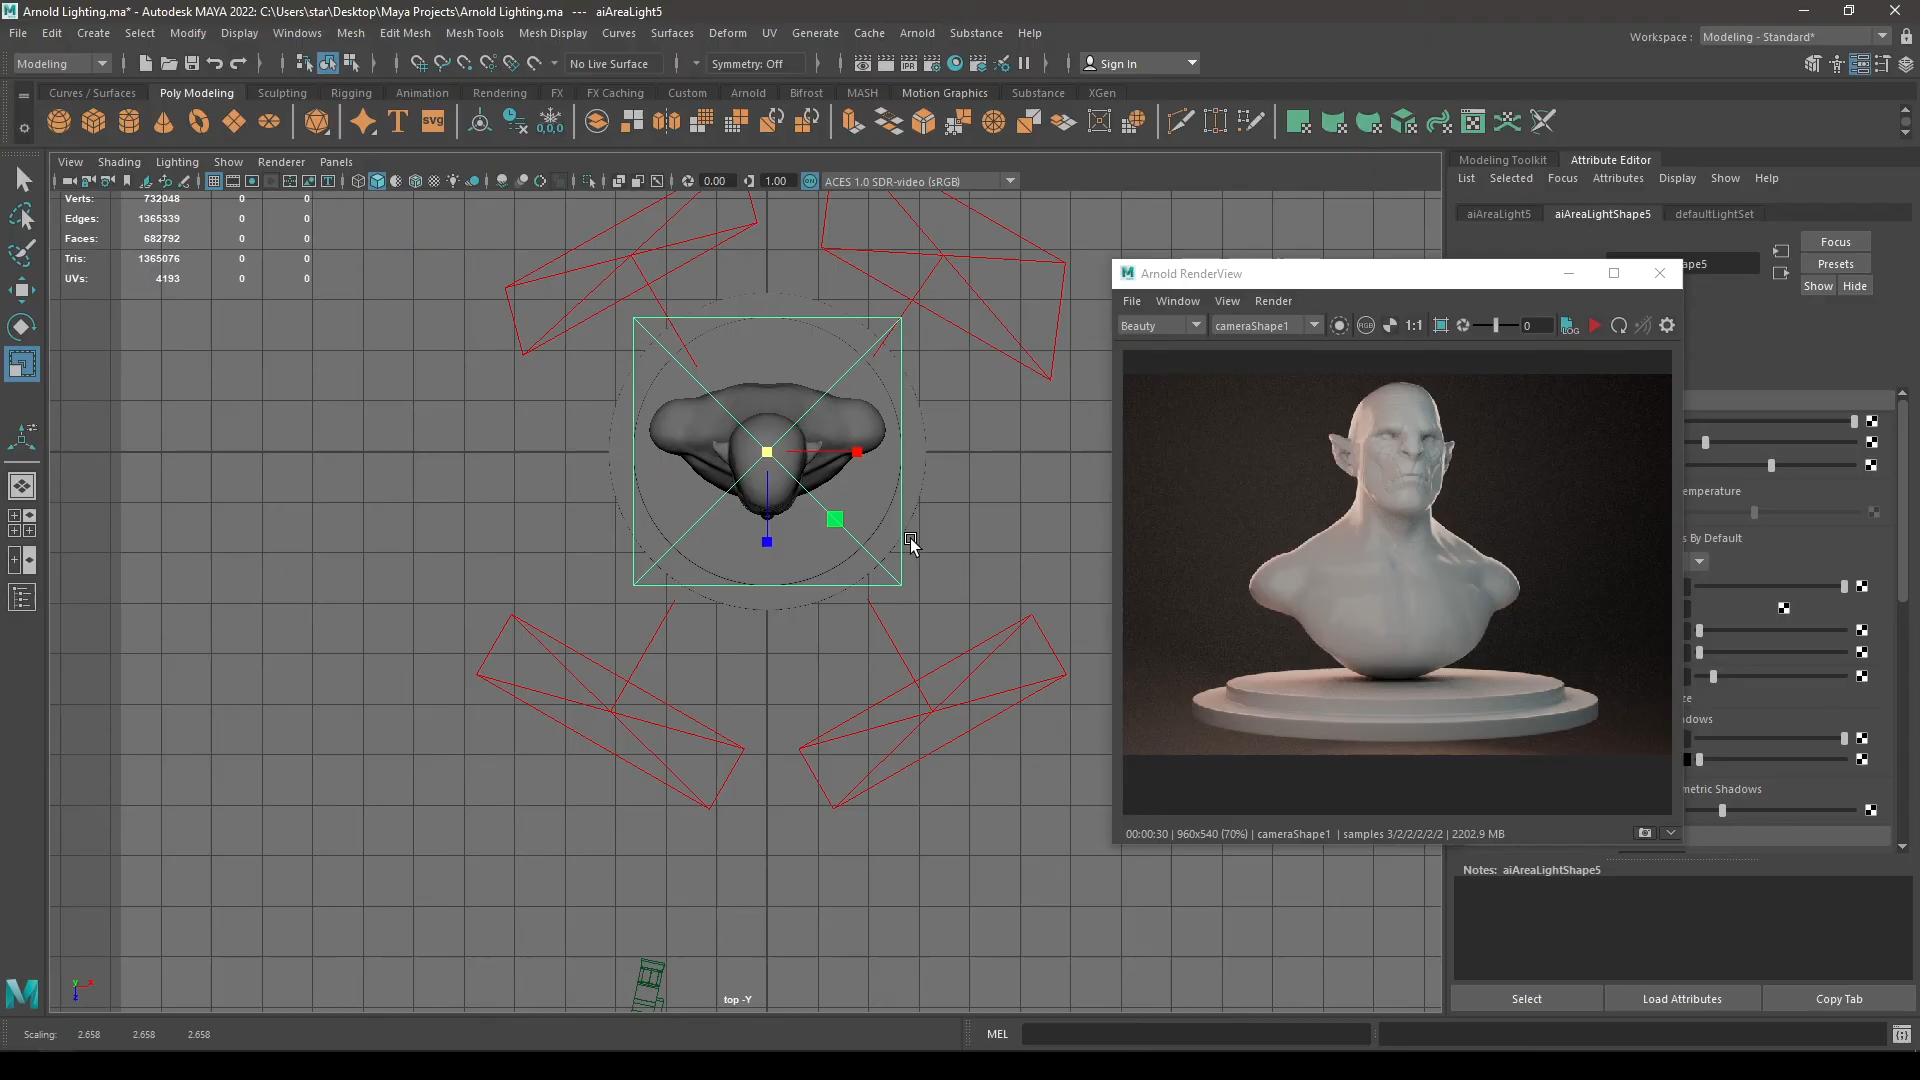 Arnold Lighting.ma* - Autodesk MAYA 2022: C:\Users\star\Desktop\Maya Projects\Arnold Lighting.ma --- aiAreaLight5
File Edit Create Select Modify Display Windows Mesh Edit Mesh Mesh Tools Mesh Display Curves Surfaces Deform UV Generate Cache Arnold Substance Help
Workspace : Modeling - Standard*
Modeling No Live Surface Symmetry: Off Sign In
Curves / Surfaces Poly Modeling Sculpting Rigging Animation Rendering FX FX Caching Custom Arnold Bifrost MASH Motion Graphics Substance XGen
View Shading Lighting Show Renderer Panels
0.00 1.00 ACES 1.0 SDR-video (sRGB)
Verts: 732048 0 0
Edges: 1365339 0 0
Faces: 682792 0 0
Tris: 1365076 0 0
UVs: 4193 0 0
top -Y
Modeling Toolkit Attribute Editor
List Selected Focus Attributes Display Show Help
aiAreaLight5 aiAreaLightShape5 defaultLightSet
Focus
ape5 Presets
Show Hide
Arnold RenderView
File Window View Render
Beauty cameraShape1 1:1 0
00:00:30 | 960x540 (70%) | cameraShape1 | samples 3/2/2/2/2/2 | 2202.9 MB
emperature
s By Default
ze
dows
metric Shadows
Notes: aiAreaLightShape5
Select Load Attributes Copy Tab
Scaling: 2.658 2.658 2.658
MEL